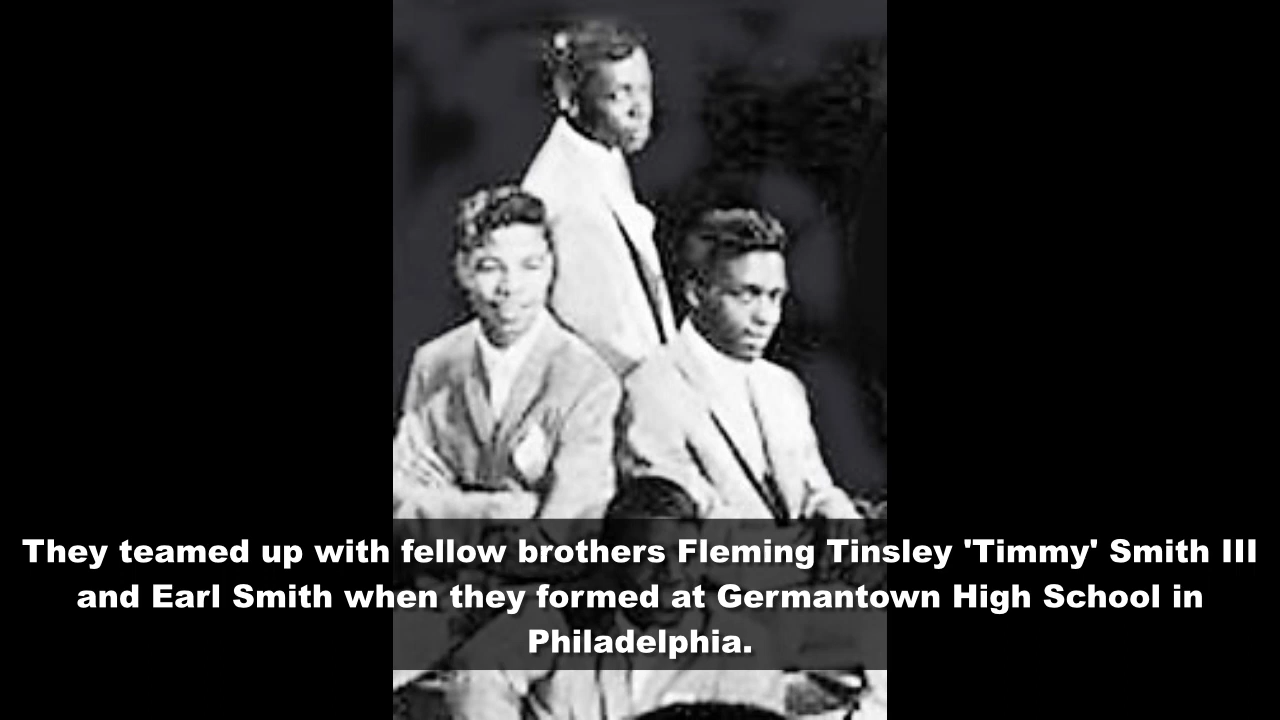 They teamed up with fellow brothers Fleming Tinsley 'Timmy' Smith III
and Earl Smith when they formed at Germantown High School in
Philadelphia.